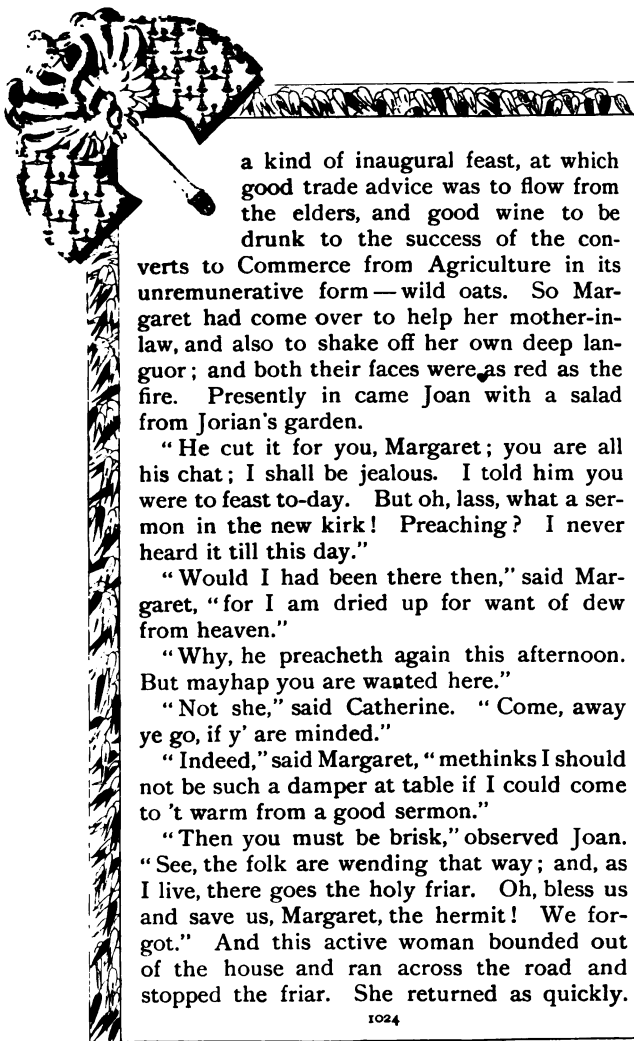 a kind of inaugural feast, at which
good trade advice was to flow from
the elders, and good wine to be
drunk to the success of the con-
verts to Commerce from Agriculture in its
unremunerative form — wild oats. So Mar-
garet had come over to help her mother-in-
law, and also to shake off her own deep lan-
guor; and both their faces were as red as the
fire. Presently in came Joan with a salad
from Jorian's garden.
"He cut it for you, Margaret; you are all
his chat; I shall be jealous. I told him you
were to feast to-day. But oh, lass, what a ser-
mon in the new kirk! Preaching? I never
heard it till this day."
"Would I had been there then," said Mar-
garet, "for I am dried up for want of dew
from heaven."
"Why, he preacheth again this afternoon.
But mayhap you are wanted here."
"Not she," said Catherine. "Come, away
ye go, if y' are minded."
"Indeed," said Margaret, "methinks I should
not be such a damper at table if I could come
to 't warm from a good sermon."
"Then you must be brisk," observed Joan.
"See, the folk are wending that way; and, as
I live, there goes the holy friar. Oh, bless us
and save us, Margaret, the hermit! We for-
got." And this active woman bounded out
of the house and ran across the road and
stopped the friar. She returned as quickly.
1024